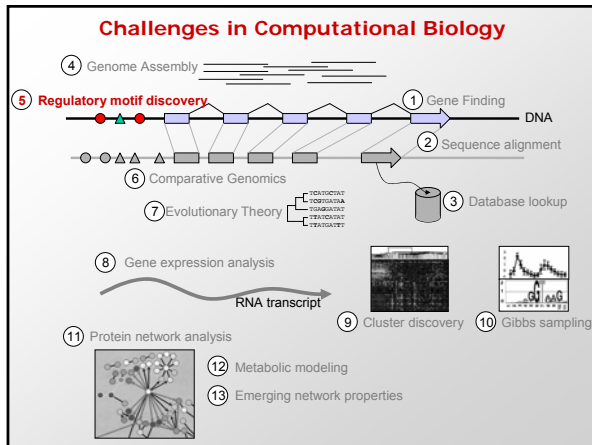 Challenges in Computational Biology
4 Genome Assembly
5 Regulatory motif discovery
1 Gene Finding
DNA
2 Sequence alignment
6 Comparative Genomics
TCATGCTAT
TCGTGATAA
TGAGGATAT
TTATCATAT
TTATGATTT
7 Evolutionary Theory
3 Database lookup
8 Gene expression analysis
RNA transcript
9 Cluster discovery
10 Gibbs sampling
11 Protein network analysis
12 Metabolic modeling
13 Emerging network properties